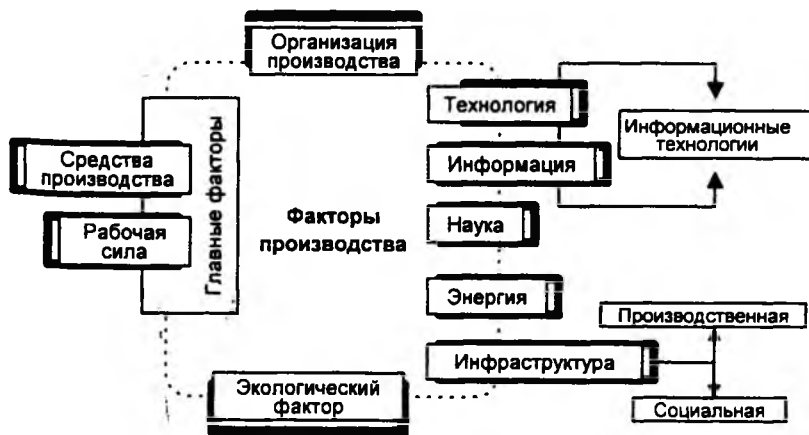 Организация
производства
Технология
Информационные
технологии
Средства
производства
Информация
Главные факторы
Факторы
производства
Рабочая
сила
Наука
Энергия
Производственная
Инфраструктура
Экологический
фактор
Социальная